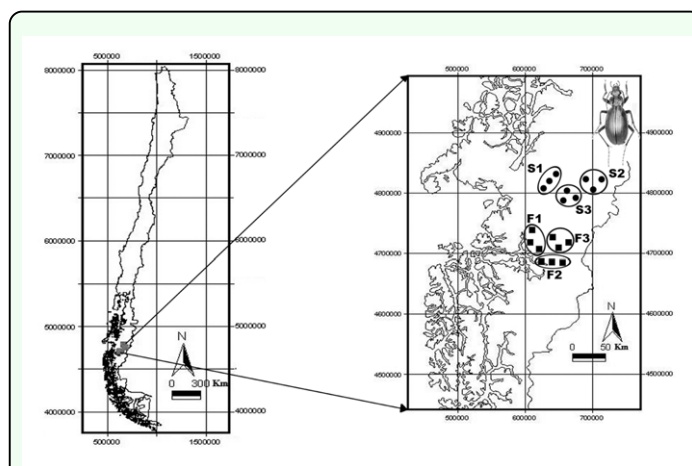 500000 1500000
8000000 8000000
7000000 7000000
6000000 6000000
5000000 5000000
4000000 4000000
N
0 300 Km
500000 1500000
500000 600000 700000
4900000 4900000
4800000 4800000
4700000 4700000
4600000 4600000
4500000 4500000
S1
S2
S3
F1
F3
F2
N
0 50 Km
500000 600000 700000